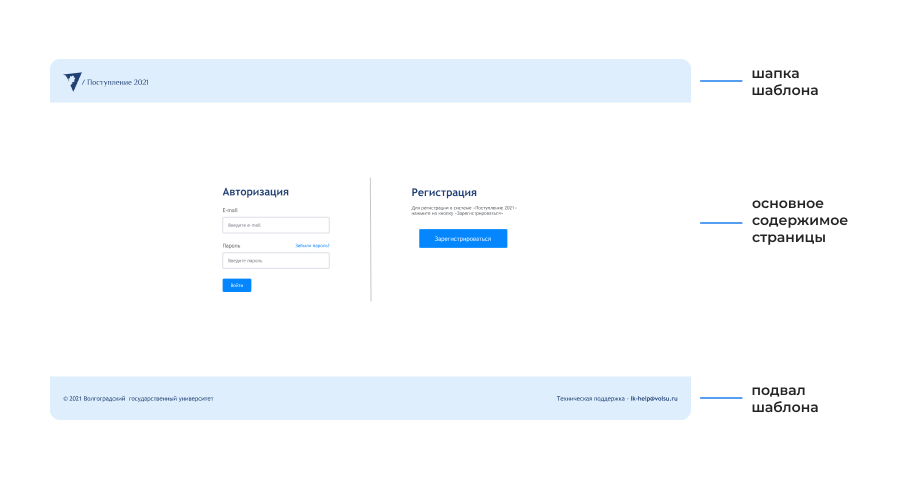 / Поступление 2021
шапка
шаблона
Авторизация
E-mail
Введите e-mail
Пароль
Забыли пароль?
Введите пароль
Войти
Регистрация
Для регистрации в системе «Поступление 2021»
нажмите на кнопку «Зарегистрироваться»
Зарегистрироваться
основное
содержимое
страницы
© 2021 Волгоградский государственный университет
Техническая поддержка - lk-help@volsu.ru
подвал
шаблона